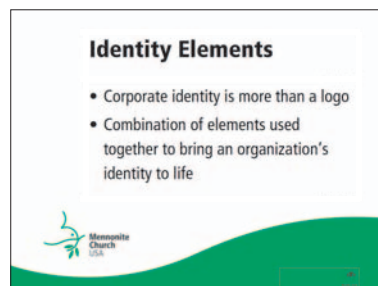 Identity Elements
• Corporate identity is more than a logo
• Combination of elements used
together to bring an organization's
identity to life
Mennonite
Church
USA